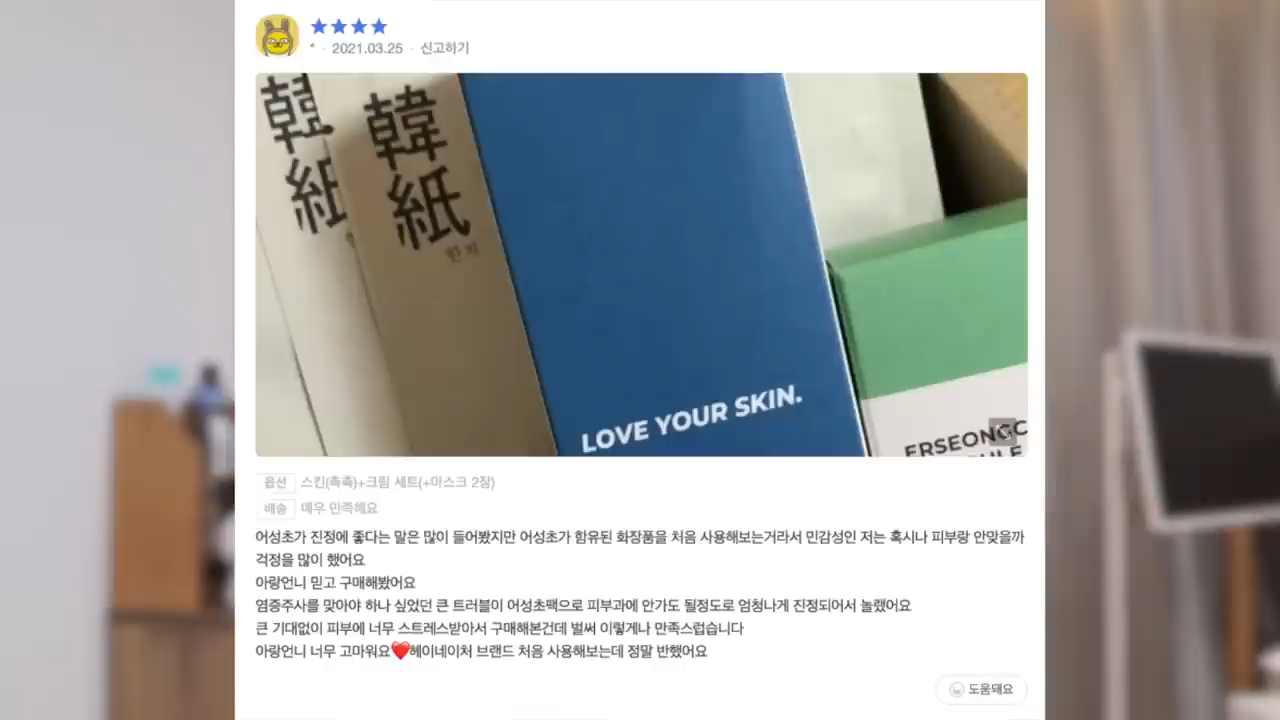 * · 2021.03.25 · 신고하기
韓紙
韓紙
한지
LOVE YOUR SKIN.
옵션 스킨(촉촉)+크림 세트(+마스크 2장)
배송 매우 만족해요
어성초가 진정에 좋다는 말은 많이 들어봤지만 어성초가 함유된 화장품을 처음 사용해보는거라서 민감성인 저는 혹시나 피부랑 안맞을까
걱정을 많이 했어요
아랑언니 믿고 구매해봤어요
염증주사를 맞아야 하나 싶었던 큰 트러블이 어성초팩으로 피부과에 안가도 될정도로 엄청나게 진정되어서 놀랬어요
큰 기대없이 피부에 너무 스트레스받아서 구매해본건데 벌써 이렇게나 만족스럽습니다
아랑언니 너무 고마워요❤️헤이네이처 브랜드 처음 사용해보는데 정말 반했어요
도움돼요